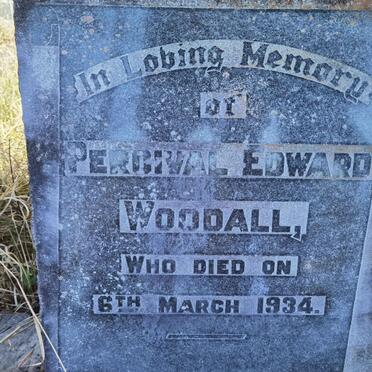 In Loving Memory
of
PERCIVAL EDWARD
WOODALL,
WHO DIED ON
6TH MARCH 1934.